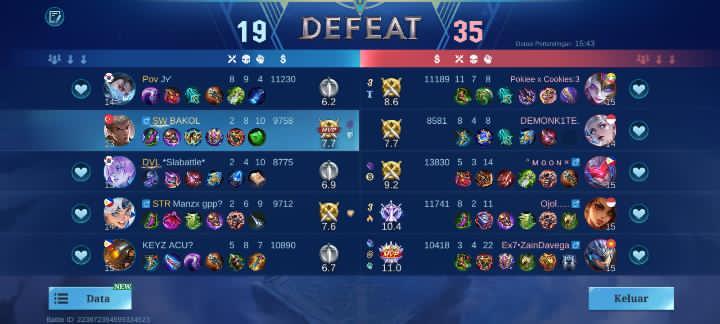 19 DEFEAT 35
Durasi Pertandingan 15:43
Pov JY' 8 9 4 11230 6.2
8.6 11189 11 7 8 Pokiee x Cookies:3
SW BAKOL 2 8 10 9758 MVP 7.7
7.7 8581 8 4 8 DEMONK1TE.
DVL *Slabattle* 2 4 10 8775 6.9
9.2 13830 5 3 14 M O O N
STR Manzx gpp? 2 6 9 9712 7.6
10.4 11741 8 2 11 Ojol.....
KEYZ ACU? 5 8 7 10890 6.7
MVP 11.0 10418 3 4 22 Ex7•ZainDavega
Data NEW
Keluar